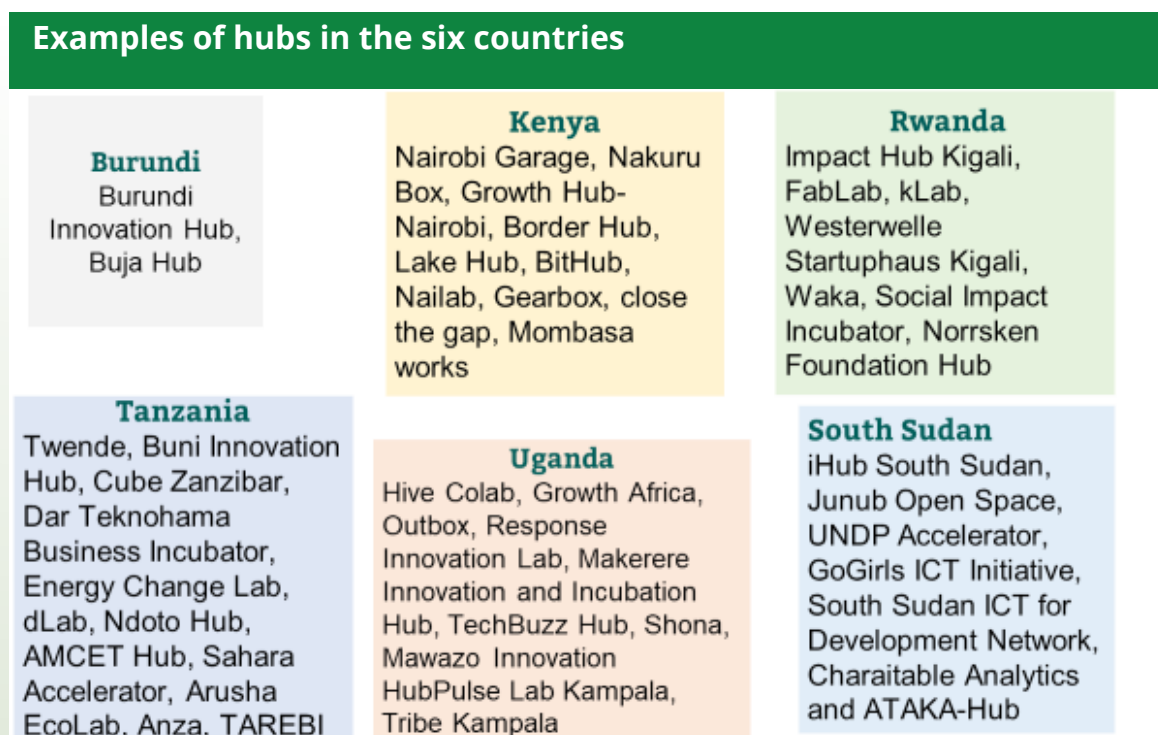 Examples of hubs in the six countries
Burundi
Burundi
Innovation Hub,
Buja Hub
Kenya
Nairobi Garage, Nakuru
Box, Growth Hub-
Nairobi, Border Hub,
Lake Hub, BitHub,
Nailab, Gearbox, close
the gap, Mombasa
works
Rwanda
Impact Hub Kigali,
FabLab, kLab,
Westerwelle
Startuphaus Kigali,
Waka, Social Impact
Incubator, Norrsken
Foundation Hub
Tanzania
Twende, Buni Innovation
Hub, Cube Zanzibar,
Dar Teknohama
Business Incubator,
Energy Change Lab,
dLab, Ndoto Hub,
AMCET Hub, Sahara
Accelerator, Arusha
EcoLab, Anza, TAREBI
Uganda
Hive Colab, Growth Africa,
Outbox, Response
Innovation Lab, Makerere
Innovation and Incubation
Hub, TechBuzz Hub, Shona,
Mawazo Innovation
HubPulse Lab Kampala,
Tribe Kampala
South Sudan
iHub South Sudan,
Junub Open Space,
UNDP Accelerator,
GoGirls ICT Initiative,
South Sudan ICT for
Development Network,
Charaitable Analytics
and ATAKA-Hub